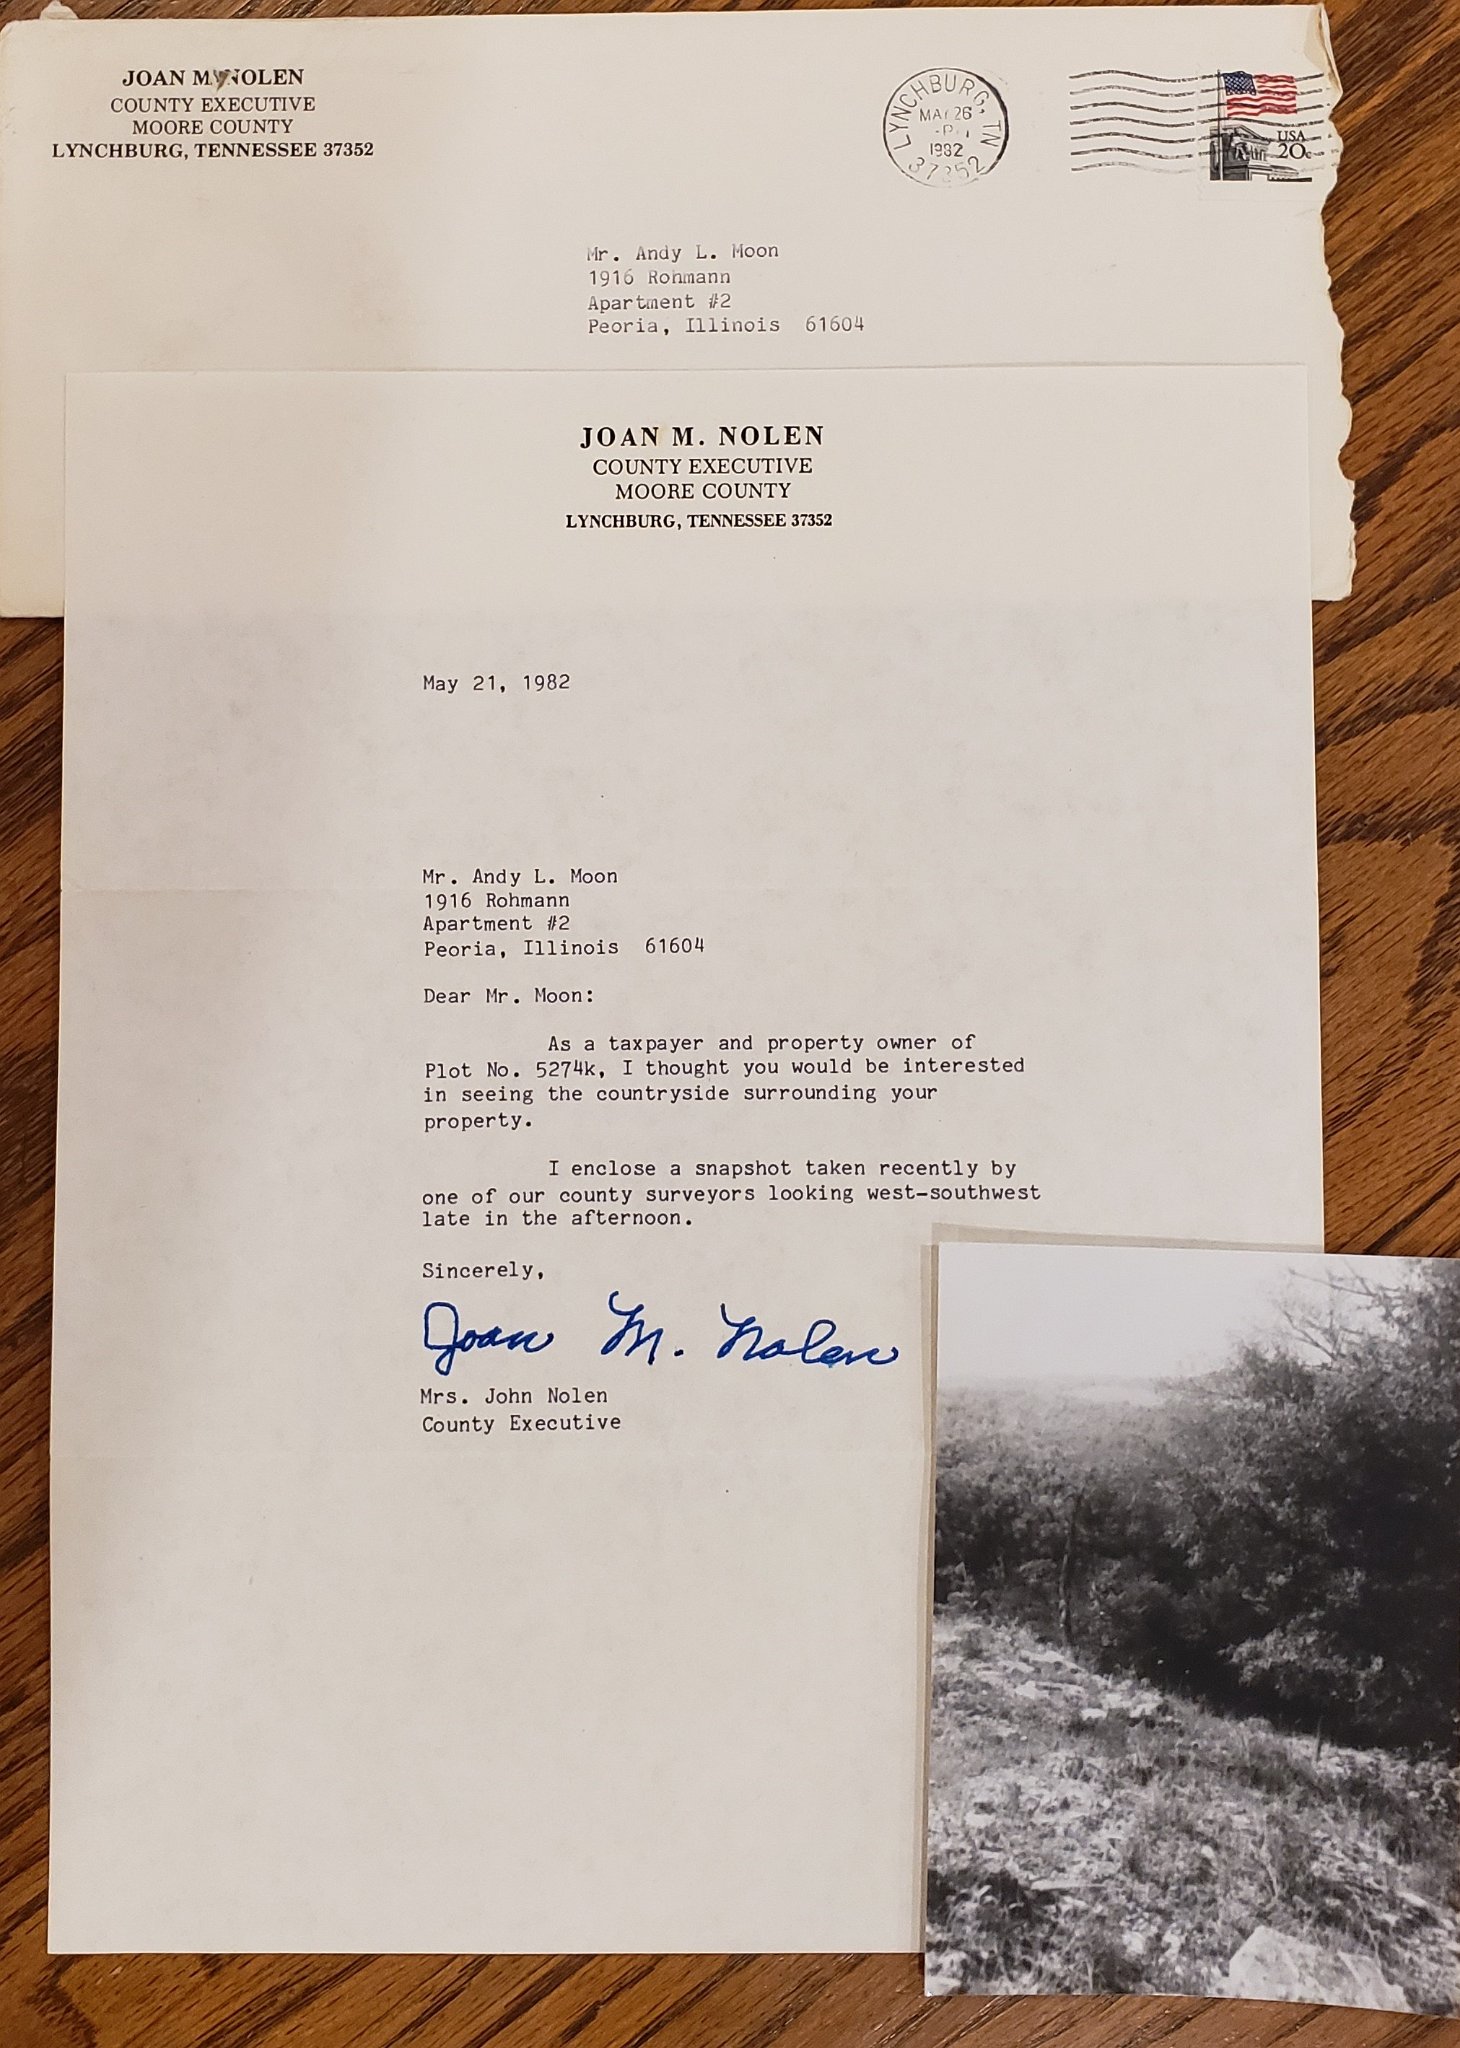 JOAN M. NOLEN
COUNTY EXECUTIVE
MOORE COUNTY
LYNCHBURG, TENNESSEE 37352
LYNCHBURG, TN
MAY 26
1982
37352
USA
20c
Mr. Andy L. Moon
1916 Rohmann
Apartment #2
Peoria, Illinois 61604
JOAN M. NOLEN
COUNTY EXECUTIVE
MOORE COUNTY
LYNCHBURG, TENNESSEE 37352
May 21, 1982
Mr. Andy L. Moon
1916 Rohmann
Apartment #2
Peoria, Illinois 61604
Dear Mr. Moon:
As a taxpayer and property owner of
Plot No. 5274k, I thought you would be interested
in seeing the countryside surrounding your
property.
I enclose a snapshot taken recently by
one of our county surveyors looking west-southwest
late in the afternoon.
Sincerely,
Joan M. Nolen
Mrs. John Nolen
County Executive